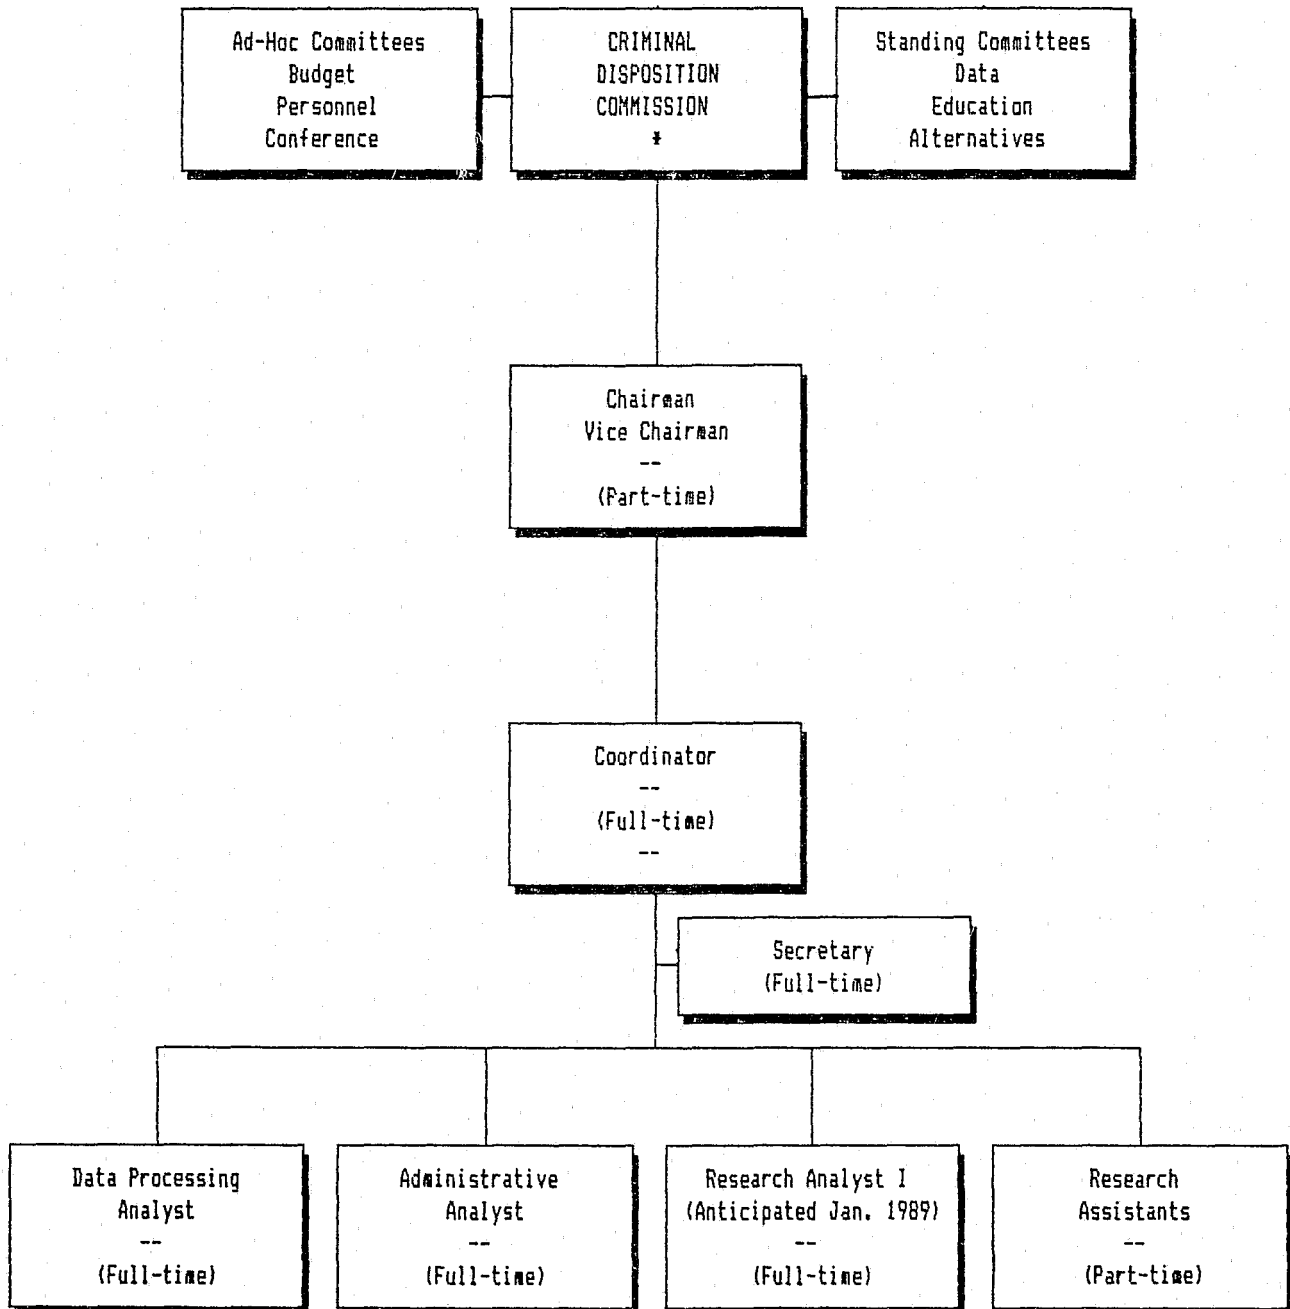 Ad-Hoc Committees
Budget
Personnel
Conference
CRIMINAL
DISPOSITION
COMMISSION
*
Standing Committees
Data
Education
Alternatives
Chairman
Vice Chairman
--
(Part-time)
Coordinator
--
(Full-time)
--
Secretary
(Full-time)
Data Processing
Analyst
--
(Full-time)
Administrative
Analyst
--
(Full-time)
Research Analyst I
(Anticipated Jan. 1989)
--
(Full-time)
Research
Assistants
--
(Part-time)